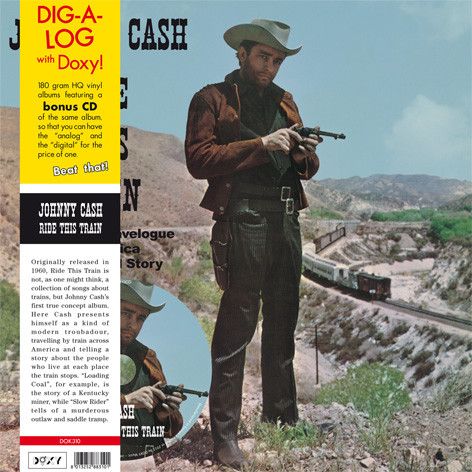 DIG-A-
LOG
with Doxy!
180 gram HQ vinyl
albums featuring a
bonus CD
of the same album,
so that you can have
the "analog" and
the "digital" for the
price of one.
Beat that!
JOHNNY CASH
RIDE THIS TRAIN
Originally released in
1960, Ride This Train is
not, as one might think, a
collection of songs about
trains, but Johnny Cash's
first true concept album.
Here Cash presents
himself as a kind of
modern troubadour,
travelling by train across
America and telling a
story about the people
who live at each place
the train stops. "Loading
Coal", for example, is
the story of a Kentucky
miner, while "Slow Rider"
tells of a murderous
outlaw and saddle tramp.
DOK310
DOXY
8013252883107
J
CASH
E
S
N
velogue
ica
l Story
CASH
THIS TRAIN